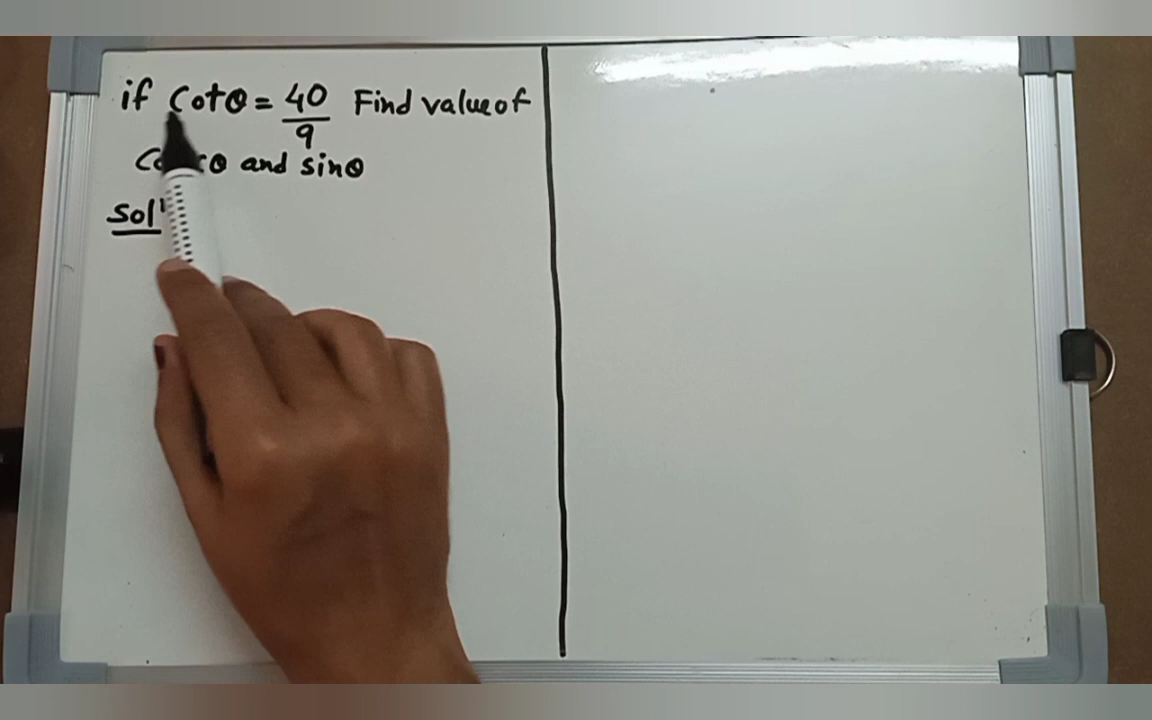 if Cotθ = 40/9 Find value of
and sinθ
Sol